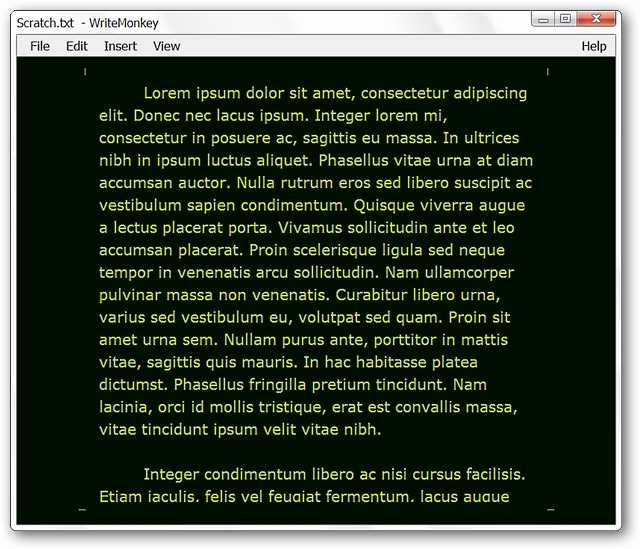 Scratch.txt - WriteMonkey
File Edit Insert View Help
Lorem ipsum dolor sit amet, consectetur adipiscing
elit. Donec nec lacus ipsum. Integer lorem mi,
consectetur in posuere ac, sagittis eu massa. In ultrices
nibh in ipsum luctus aliquet. Phasellus vitae urna at diam
accumsan auctor. Nulla rutrum eros sed libero suscipit ac
vestibulum sapien condimentum. Quisque viverra augue
a lectus placerat porta. Vivamus sollicitudin ante et leo
accumsan placerat. Proin scelerisque ligula sed neque
tempor in venenatis arcu sollicitudin. Nam ullamcorper
pulvinar massa non venenatis. Curabitur libero urna,
varius sed vestibulum eu, volutpat sed quam. Proin sit
amet urna sem. Nullam purus ante, porttitor in mattis
vitae, sagittis quis mauris. In hac habitasse platea
dictumst. Phasellus fringilla pretium tincidunt. Nam
lacinia, orci id mollis tristique, erat est convallis massa,
vitae tincidunt ipsum velit vitae nibh.
Integer condimentum libero ac nisi cursus facilisis.
Etiam iaculis, felis vel feugiat fermentum, lacus augue